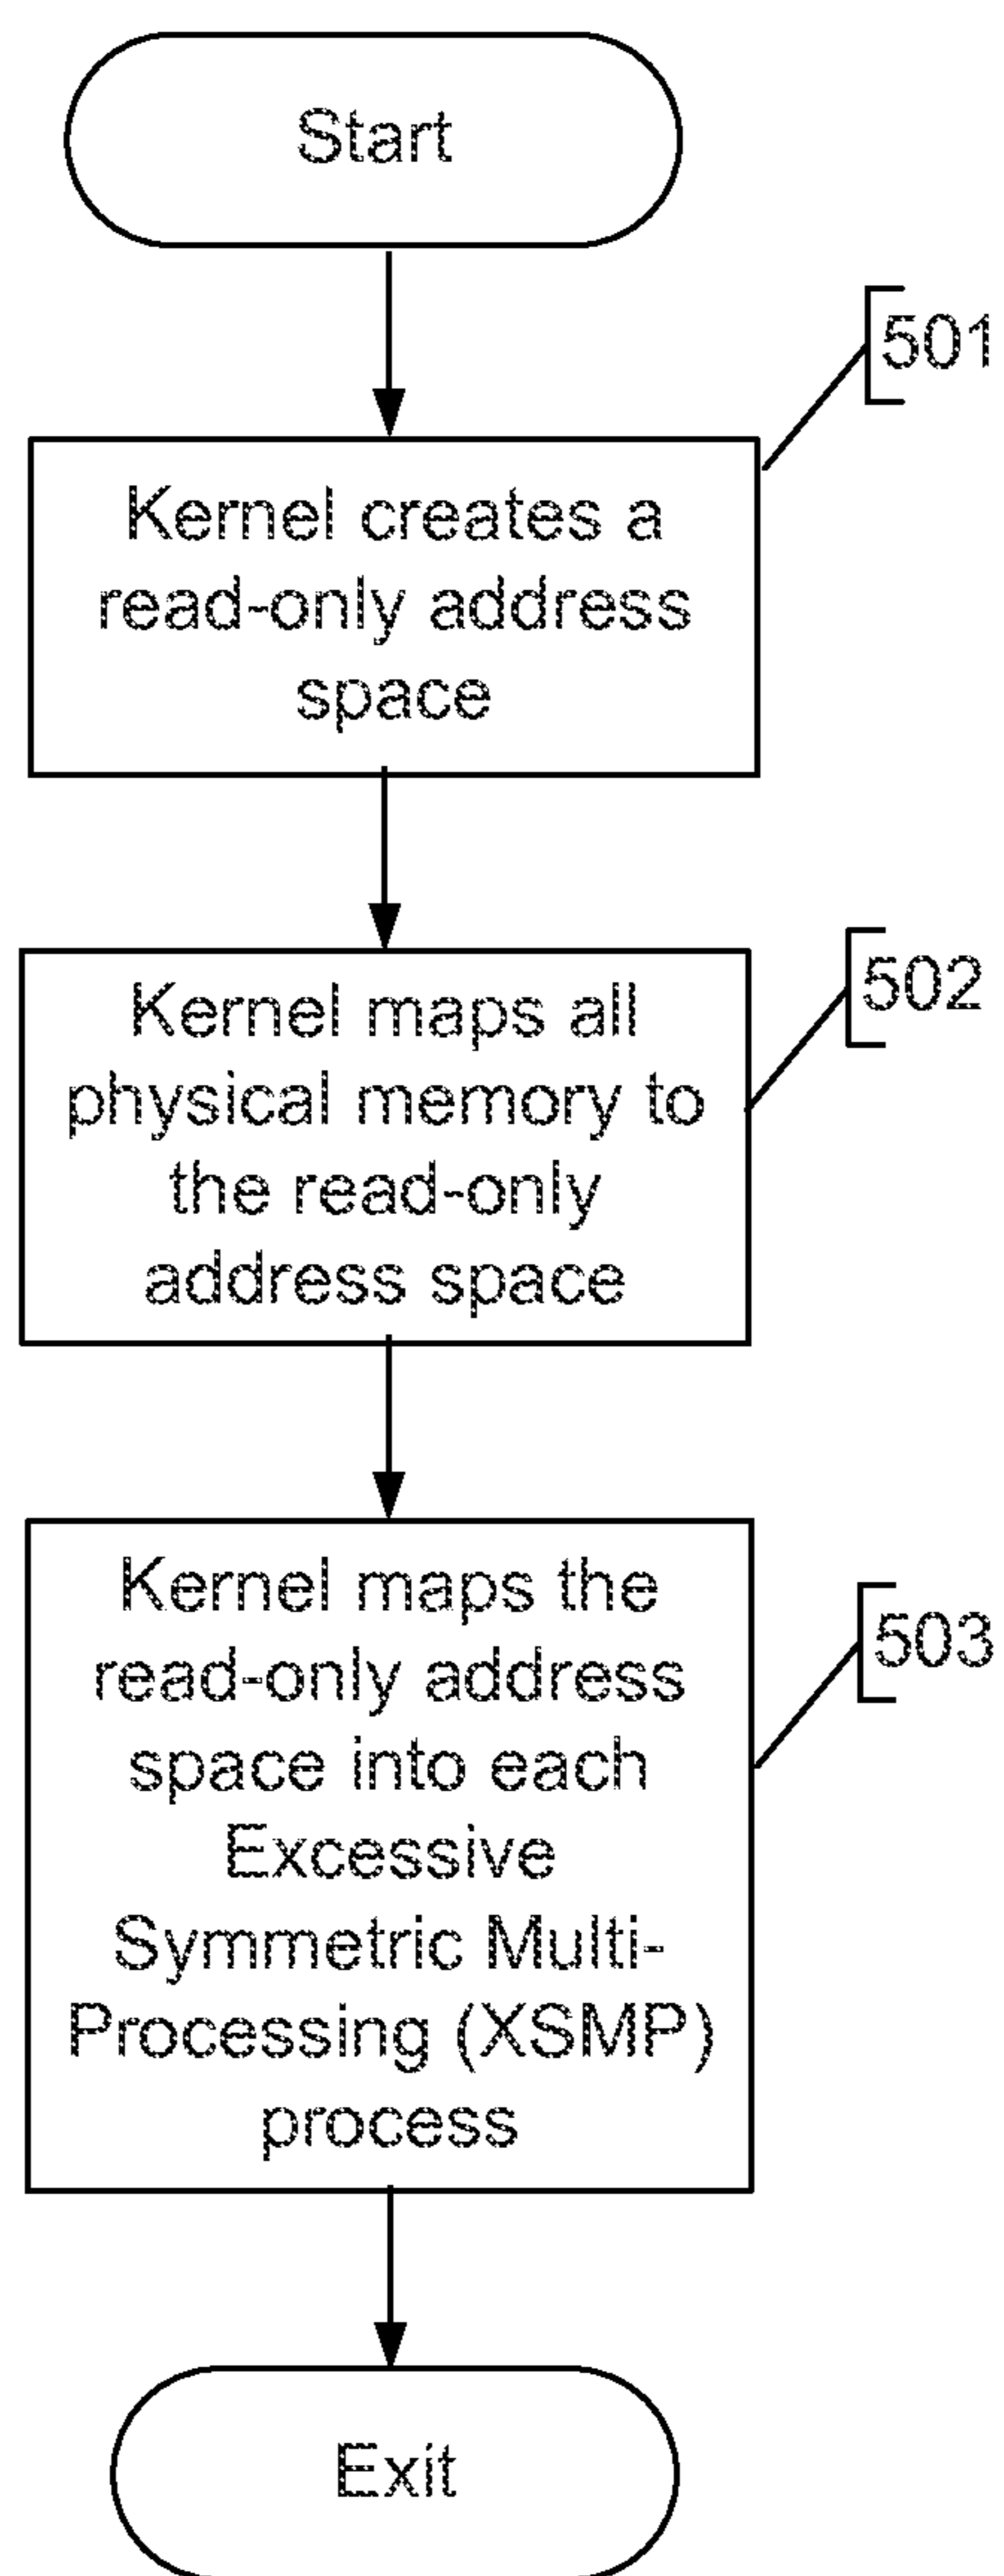 Start
501
Kernel creates a
read-only address
space
502
Kernel maps all
physical memory to
the read-only
address space
503
Kernel maps the
read-only address
space into each
Excessive
Symmetric Multi-
Processing (XSMP)
process
Exit